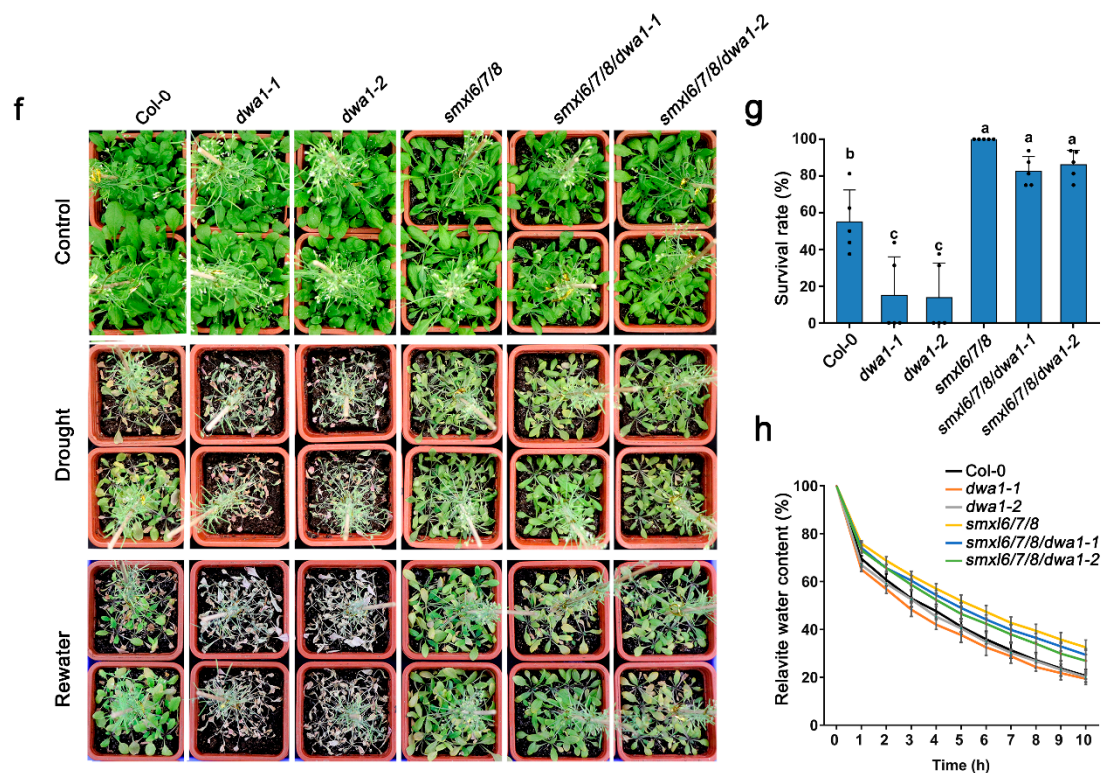 f
Col-0
dwa1-1
dwa1-2
smxl6/7/8
smxl6/7/8/dwa1-1
smxl6/7/8/dwa1-2
Control
Drought
Rewater
g
Survival rate (%)
100
80
60
40
20
0
b
c
c
a
a
a
Col-0
dwa1-1
dwa1-2
smxl6/7/8
smxl6/7/8/dwa1-1
smxl6/7/8/dwa1-2
h
Relavite water content (%)
100
80
60
40
20
0
Col-0
dwa1-1
dwa1-2
smxl6/7/8
smxl6/7/8/dwa1-1
smxl6/7/8/dwa1-2
0 1 2 3 4 5 6 7 8 9 10
Time (h)